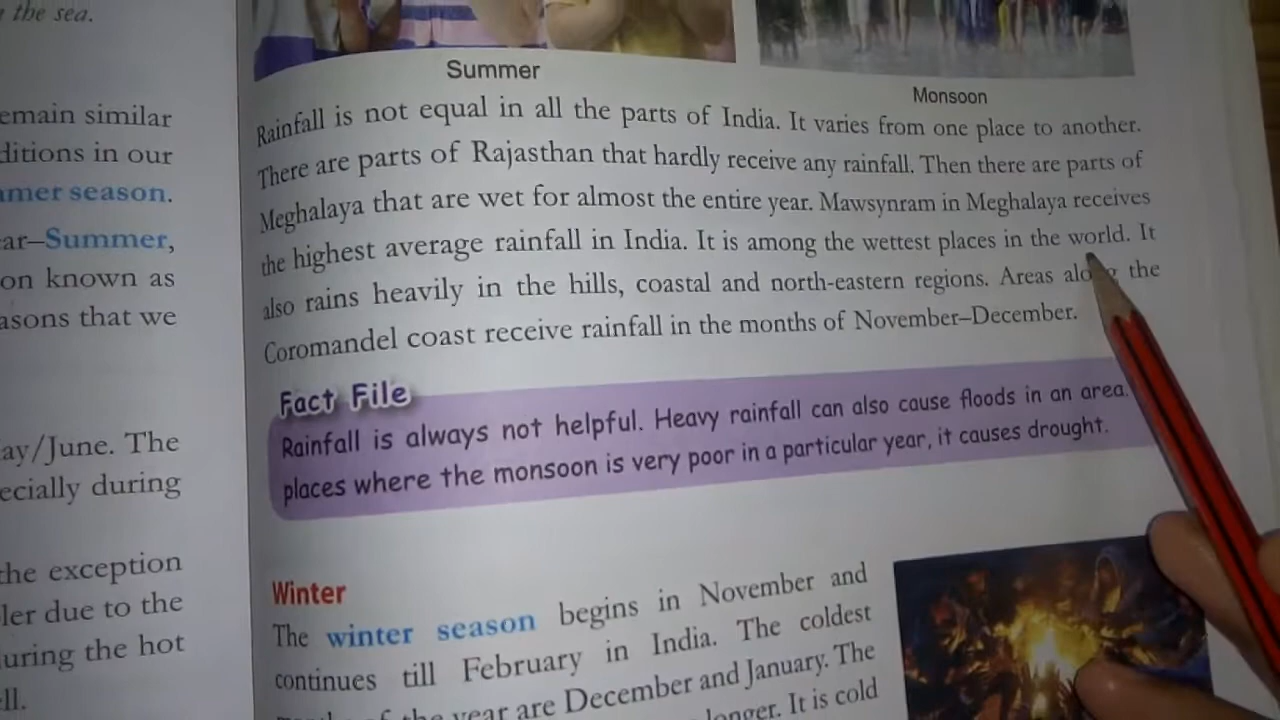 the sea.
emain similar
ditions in our
mer season.
ar–Summer,
on known as
asons that we
ay/June. The
ecially during
the exception
ler due to the
uring the hot
ll.
Summer
Monsoon
Rainfall is not equal in all the parts of India. It varies from one place to another.
There are parts of Rajasthan that hardly receive any rainfall. Then there are parts of
Meghalaya that are wet for almost the entire year. Mawsynram in Meghalaya receives
the highest average rainfall in India. It is among the wettest places in the world. It
also rains heavily in the hills, coastal and north-eastern regions. Areas along the
Coromandel coast receive rainfall in the months of November–December.
Fact File
Rainfall is always not helpful. Heavy rainfall can also cause floods in an area.
places where the monsoon is very poor in a particular year, it causes drought.
Winter
The winter season begins in November and
continues till February in India. The coldest
of the year are December and January. The
longer. It is cold